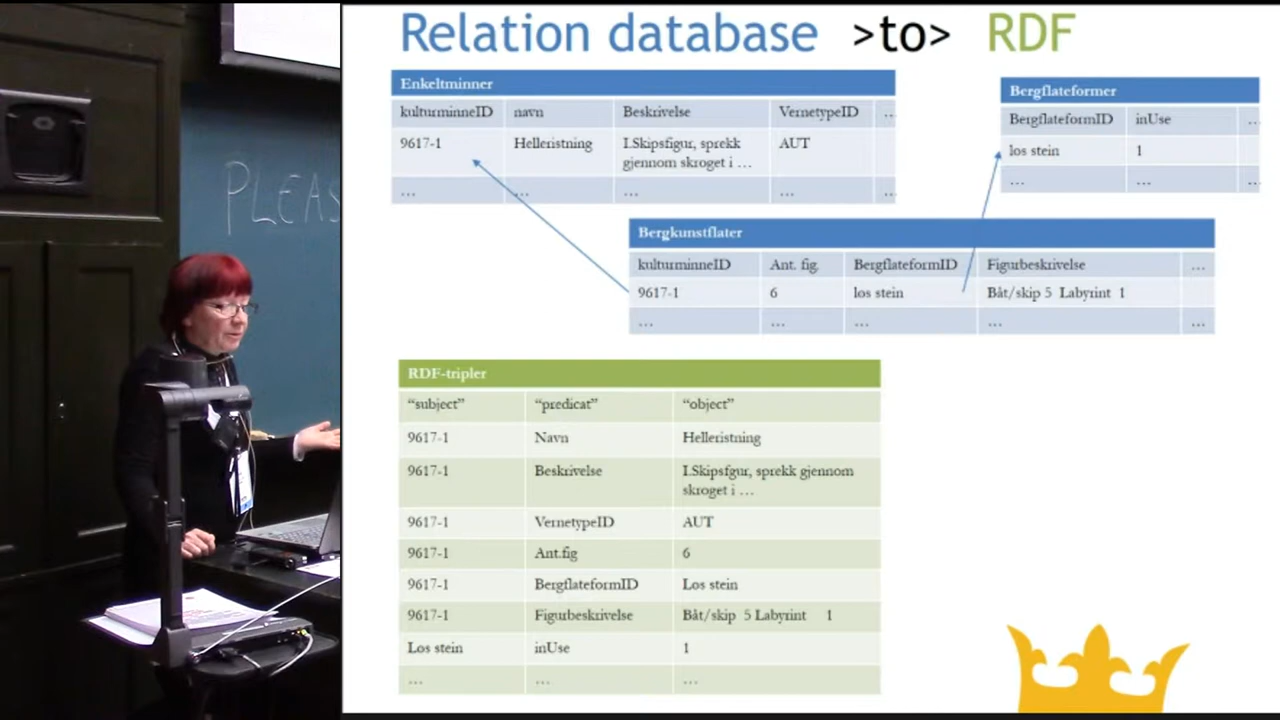 Relation database >to> RDF
Enkeltminner
kulturminneID navn Beskrivelse VernetypeID …
9617-1 Helleristning I.Skipsfigur, sprekk gjennom skroget i … AUT
… … … … …
Bergflateformer
BergflateformID inUse …
los stein 1
… … …
Bergkunstflater
kulturminneID Ant. fig. BergflateformID Figurbeskrivelse …
9617-1 6 los stein Båt/skip 5 Labyrint 1
… … … … …
RDF-tripler
“subject” “predicat” “object”
9617-1 Navn Helleristning
9617-1 Beskrivelse I.Skipsfgur, sprekk gjennom skroget i …
9617-1 VernetypeID AUT
9617-1 Ant.fig 6
9617-1 BergflateformID Los stein
9617-1 Figurbeskrivelse Båt/skip 5 Labyrint 1
Los stein inUse 1
… … …
PLEAS